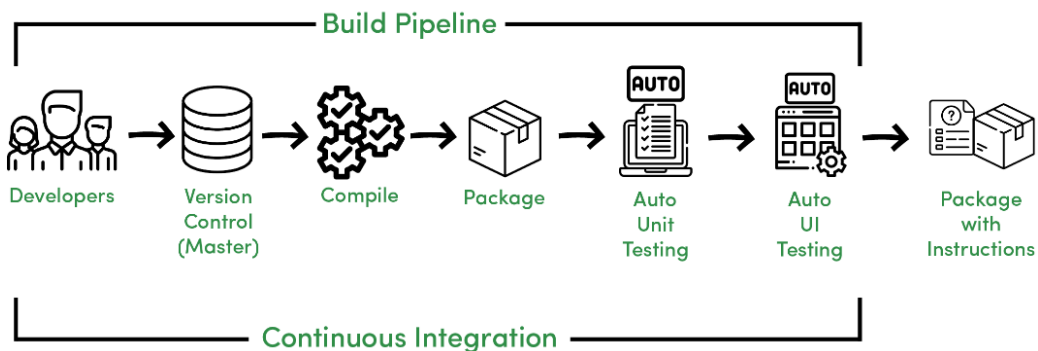 Build Pipeline
AUTO
AUTO
?
Developers
Version
Control
(Master)
Compile
Package
Auto
Unit
Testing
Auto
UI
Testing
Package
with
Instructions
Continuous Integration